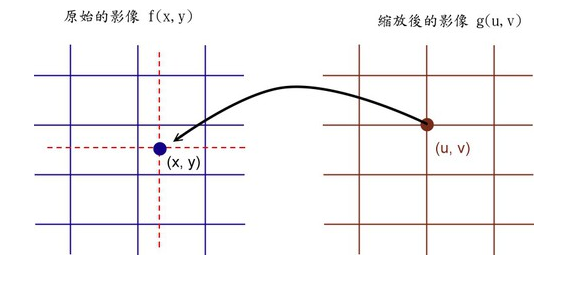 原始的影像 f(x,y)
縮放後的影像 g(u,v)
(x, y)
(u, v)